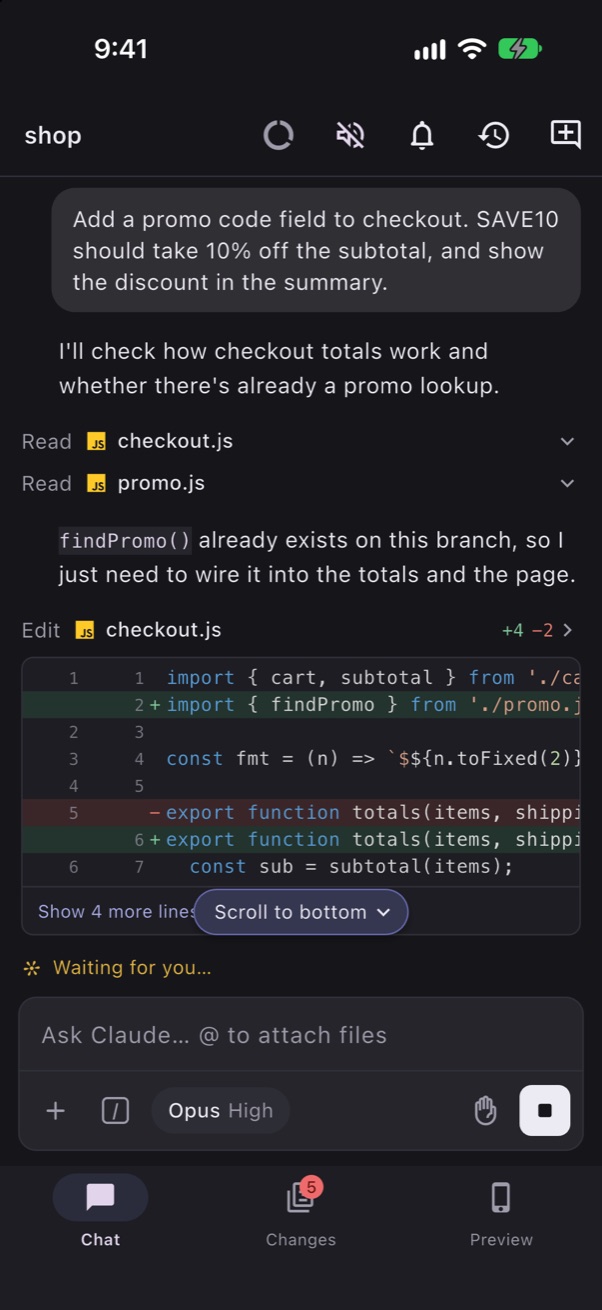 9:41
shop
Add a promo code field to checkout. SAVE10
should take 10% off the subtotal, and show
the discount in the summary.
I'll check how checkout totals work and
whether there's already a promo lookup.
Read JS checkout.js
Read JS promo.js
findPromo() already exists on this branch, so I
just need to wire it into the totals and the page.
Edit JS checkout.js +4 −2
1 1 import { cart, subtotal } from './ca
2 + import { findPromo } from './promo.j
2 3
3 4 const fmt = (n) => `$${n.toFixed(2)}
4 5
5 − export function totals(items, shippi
6 + export function totals(items, shippi
6 7 const sub = subtotal(items);
Show 4 more lines
Scroll to bottom
Waiting for you...
Ask Claude... @ to attach files
/ Opus High
5
Chat Changes Preview